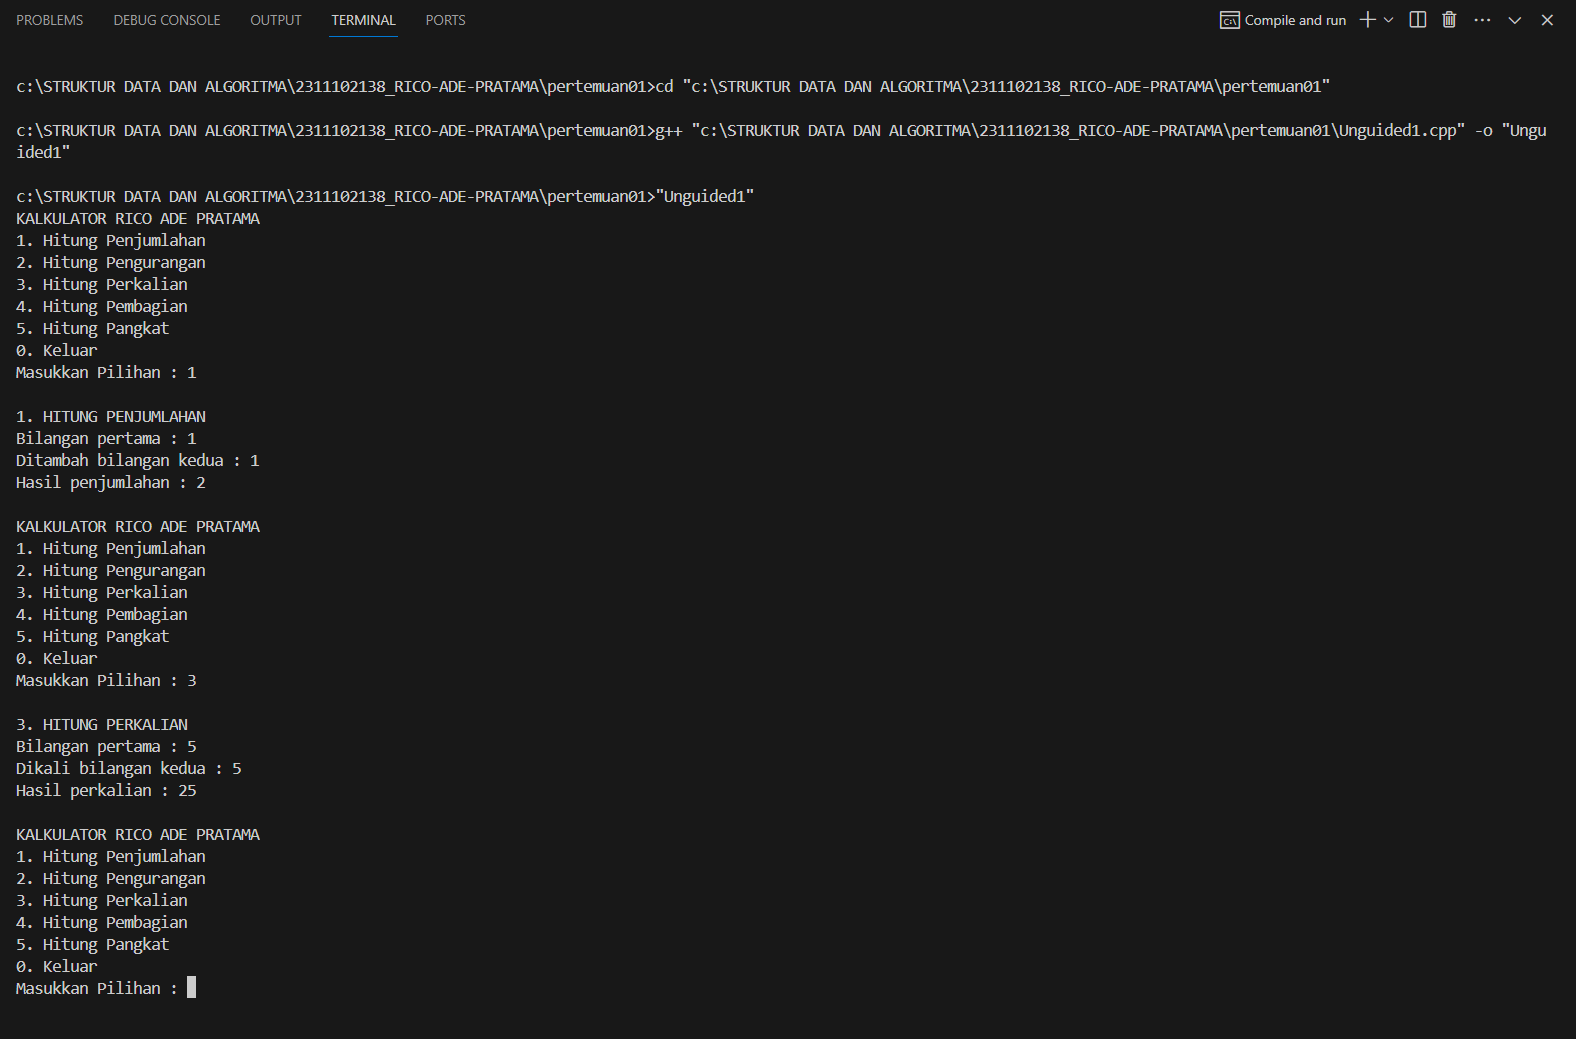 PROBLEMS DEBUG CONSOLE OUTPUT TERMINAL PORTS Compile and run
c:\STRUKTUR DATA DAN ALGORITMA\2311102138_RICO-ADE-PRATAMA\pertemuan01>cd "c:\STRUKTUR DATA DAN ALGORITMA\2311102138_RICO-ADE-PRATAMA\pertemuan01"
c:\STRUKTUR DATA DAN ALGORITMA\2311102138_RICO-ADE-PRATAMA\pertemuan01>g++ "c:\STRUKTUR DATA DAN ALGORITMA\2311102138_RICO-ADE-PRATAMA\pertemuan01\Unguided1.cpp" -o "Ungu
ided1"
c:\STRUKTUR DATA DAN ALGORITMA\2311102138_RICO-ADE-PRATAMA\pertemuan01>"Unguided1"
KALKULATOR RICO ADE PRATAMA
1. Hitung Penjumlahan
2. Hitung Pengurangan
3. Hitung Perkalian
4. Hitung Pembagian
5. Hitung Pangkat
0. Keluar
Masukkan Pilihan : 1
1. HITUNG PENJUMLAHAN
Bilangan pertama : 1
Ditambah bilangan kedua : 1
Hasil penjumlahan : 2
KALKULATOR RICO ADE PRATAMA
1. Hitung Penjumlahan
2. Hitung Pengurangan
3. Hitung Perkalian
4. Hitung Pembagian
5. Hitung Pangkat
0. Keluar
Masukkan Pilihan : 3
3. HITUNG PERKALIAN
Bilangan pertama : 5
Dikali bilangan kedua : 5
Hasil perkalian : 25
KALKULATOR RICO ADE PRATAMA
1. Hitung Penjumlahan
2. Hitung Pengurangan
3. Hitung Perkalian
4. Hitung Pembagian
5. Hitung Pangkat
0. Keluar
Masukkan Pilihan :